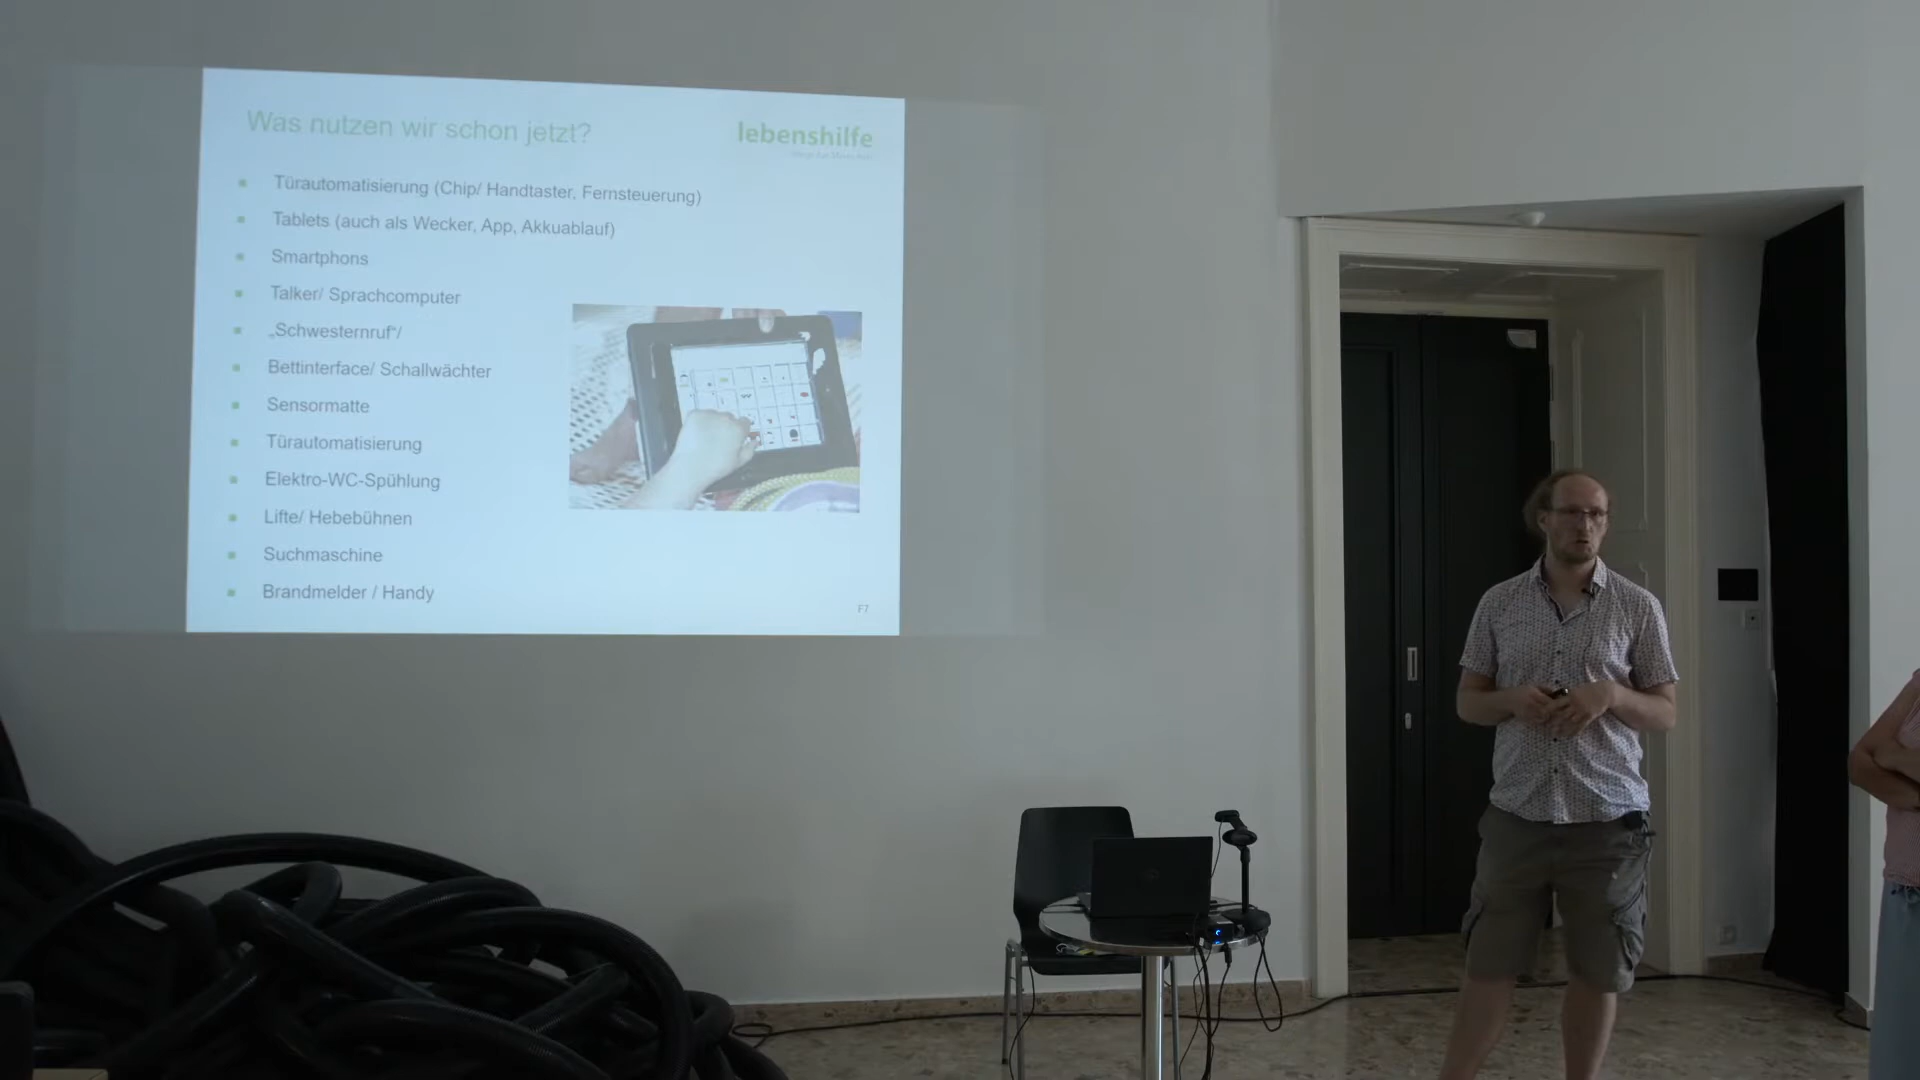 Was nutzen wir schon jetzt?
lebenshilfe
Türautomatisierung (Chip/ Handtaster, Fernsteuerung)
Tablets (auch als Wecker, App, Akkuablauf)
Smartphons
Talker/ Sprachcomputer
„Schwesternruf“/
Bettinterface/ Schallwächter
Sensormatte
Türautomatisierung
Elektro-WC-Spühlung
Lifte/ Hebebühnen
Suchmaschine
Brandmelder / Handy
F7